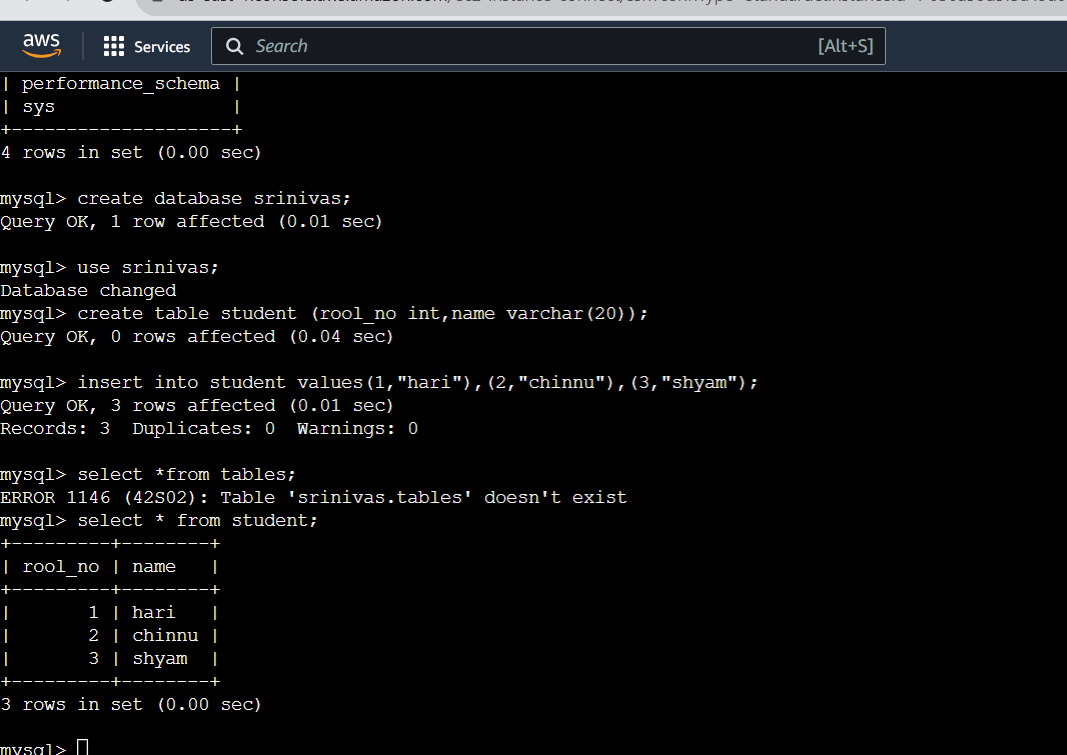 aws Services Search [Alt+S]
| performance_schema |
| sys                |
+--------------------+
4 rows in set (0.00 sec)

mysql> create database srinivas;
Query OK, 1 row affected (0.01 sec)

mysql> use srinivas;
Database changed
mysql> create table student (rool_no int,name varchar(20));
Query OK, 0 rows affected (0.04 sec)

mysql> insert into student values(1,"hari"),(2,"chinnu"),(3,"shyam");
Query OK, 3 rows affected (0.01 sec)
Records: 3  Duplicates: 0  Warnings: 0

mysql> select *from tables;
ERROR 1146 (42S02): Table 'srinivas.tables' doesn't exist
mysql> select * from student;
+---------+--------+
| rool_no | name   |
+---------+--------+
|       1 | hari   |
|       2 | chinnu |
|       3 | shyam  |
+---------+--------+
3 rows in set (0.00 sec)

mysql>